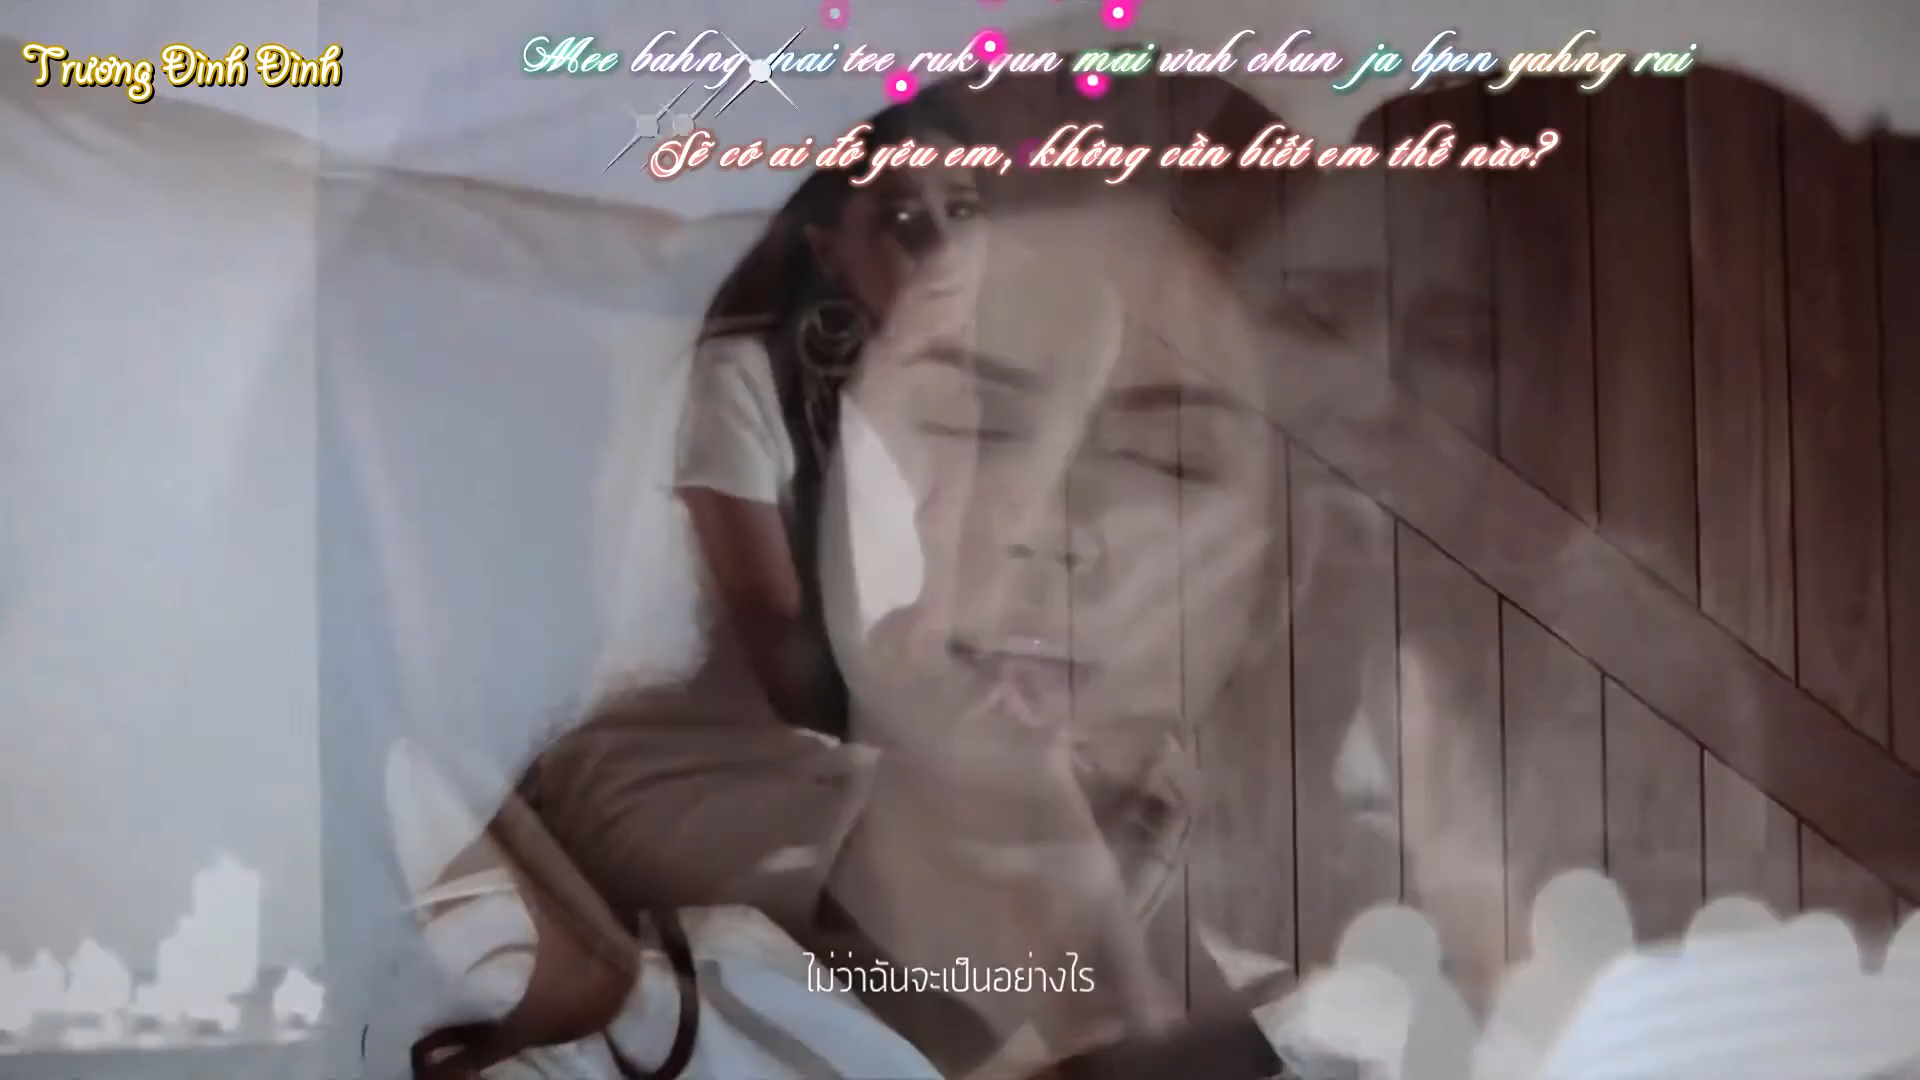 Trương Đình Đình
Mee bahng mai tee ruk gun mai wah chun ja bpen yahng rai
Sẽ có ai đó yêu em, không cần biết em thế nào?
ไม่ว่าฉันจะเป็นอย่างไร